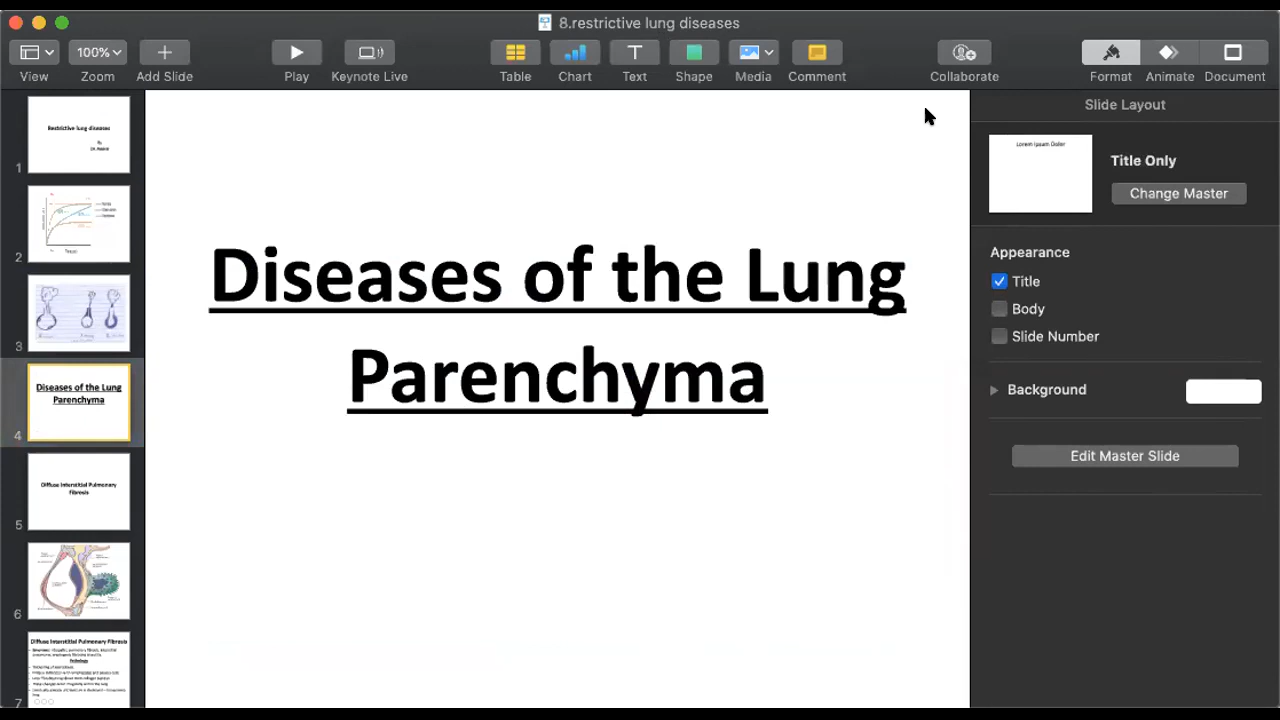 8.restrictive lung diseases
100%
View
Zoom
Add Slide
Play
Keynote Live
Table
Chart
Text
Shape
Media
Comment
Collaborate
Format
Animate
Document
Restrictive lung diseases
By
1
2
3
Diseases of the Lung
Parenchyma
4
Diffuse Interstitial Pulmonary
Fibrosis
5
6
Diffuse Interstitial Pulmonary Fibrosis
Pathology
7
Diseases of the Lung
Parenchyma
Slide Layout
Lorem Ipsum Dolor
Title Only
Change Master
Appearance
Title
Body
Slide Number
Background
Edit Master Slide